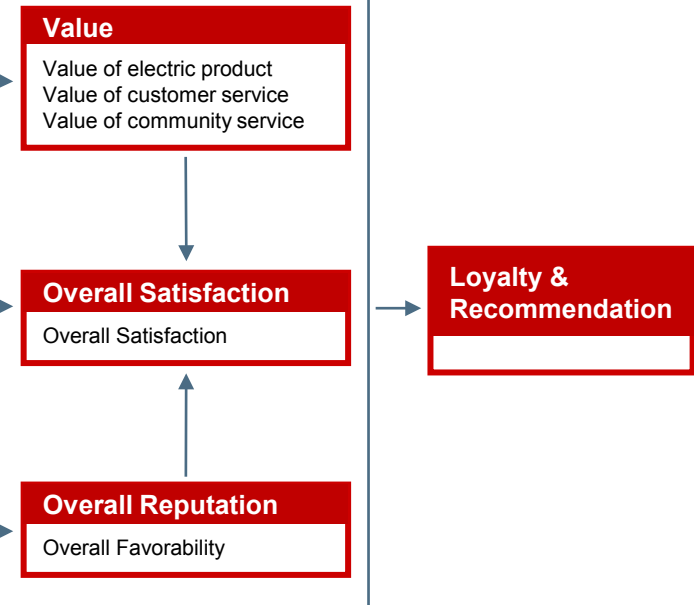 Value
Value of electric product
Value of customer service
Value of community service
Overall Satisfaction
Overall Satisfaction
Loyalty &
Recommendation
Overall Reputation
Overall Favorability